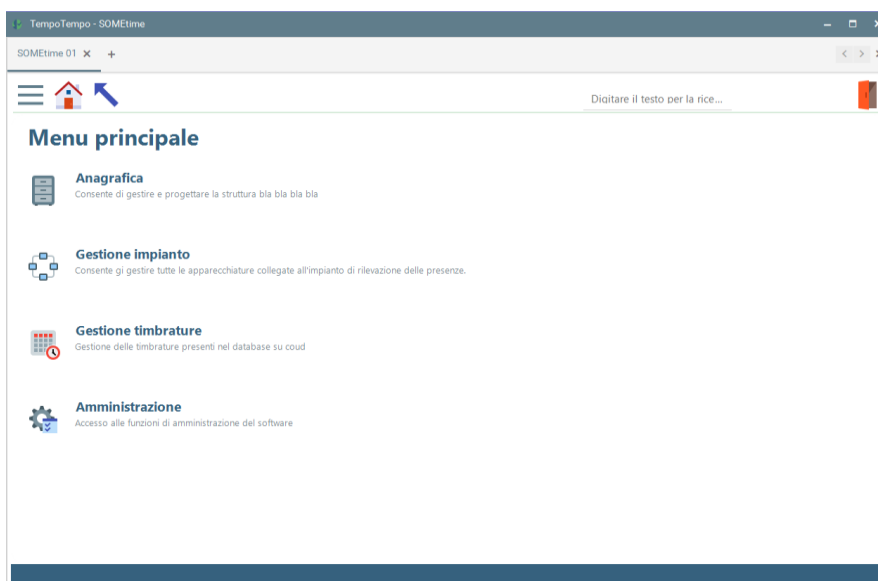 TempoTempo - SOMEtime
SOMEtime 01
Digitare il testo per la rice...
Menu principale
Anagrafica
Consente di gestire e progettare la struttura bla bla bla bla
Gestione impianto
Consente gi gestire tutte le apparecchiature collegate all'impianto di rilevazione delle presenze.
Gestione timbrature
Gestione delle timbrature presenti nel database su coud
Amministrazione
Accesso alle funzioni di amministrazione del software